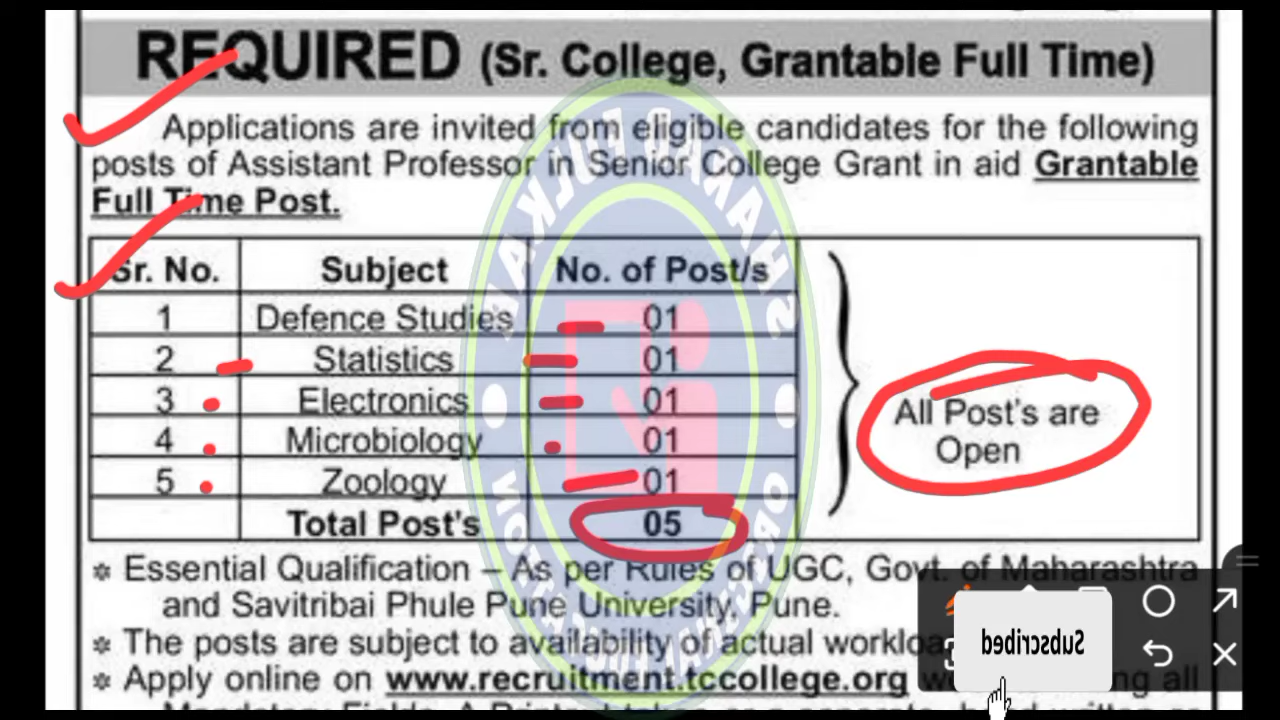 REQUIRED (Sr. College, Grantable Full Time)
Applications are invited from eligible candidates for the following
posts of Assistant Professor in Senior College Grant in aid Grantable
Full Time Post.
Sr. No. Subject No. of Post/s
1 Defence Studies 01
2 Statistics 01
3 Electronics 01
4 Microbiology 01
5 Zoology 01
Total Post's 05
All Post's are
Open
* Essential Qualification – As per Rules of UGC, Govt. of Maharashtra
and Savitribai Phule Pune University, Pune.
* The posts are subject to availability of actual
* Apply online on www.recruitment.tccollege.org all
Subscribed